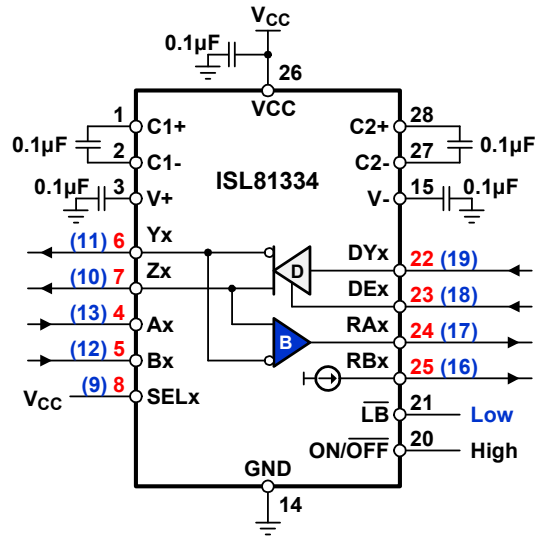 VCC
0.1µF
26
VCC
1
C1+
C2+
28
0.1µF
0.1µF
2
C1-
C2-
27
ISL81334
0.1µF
3
V+
V-
15
0.1µF
(11) 6
Yx
DYx
22 (19)
D
(10) 7
Zx
DEx
23 (18)
(13) 4
Ax
RAx
24 (17)
B
(12) 5
Bx
RBx
25 (16)
VCC
(9) 8
SELx
LB
21
Low
ON/OFF
20
High
GND
14